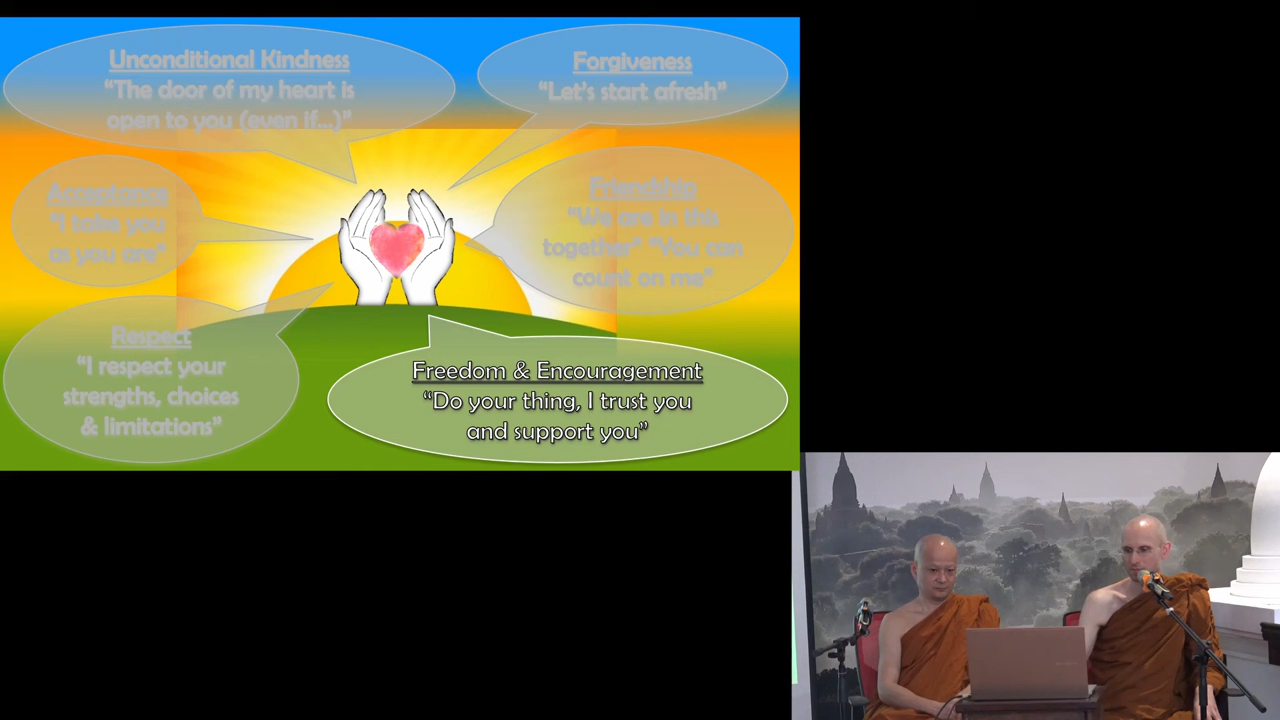 Unconditional Kindness
“The door of my heart is
open to you (even if...)”
Forgiveness
“Let’s start afresh”
Acceptance
“I take you
as you are”
Friendship
“We are in this
together” “You can
count on me”
Respect
“I respect your
strengths, choices
& limitations”
Freedom & Encouragement
“Do your thing, I trust you
and support you”